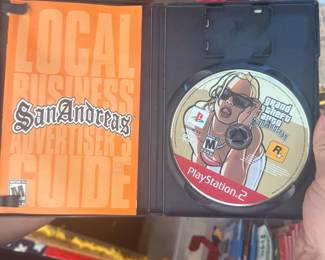 LOCAL
BUSINESS
San Andreas
ADVERTISER'S
GUIDE
M
grand
theft
auto
San Andreas
M
R
PlayStation 2